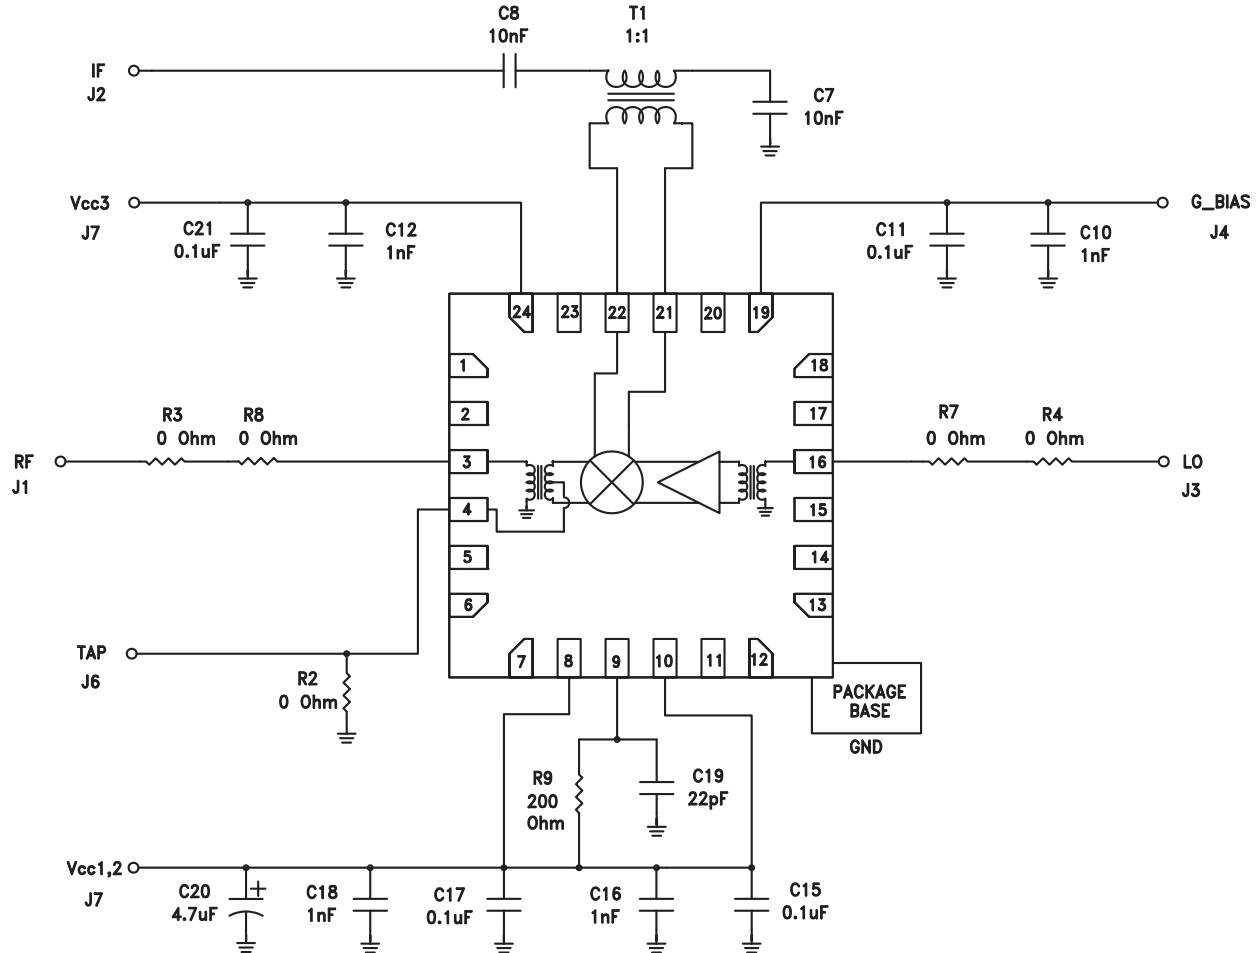 C8
10nF
T1
1:1
IF
J2
C7
10nF
Vcc3
J7
C21
0.1uF
C12
1nF
C11
0.1uF
C10
1nF
G_BIAS
J4
24
23
22
21
20
19
1
2
3
4
5
6
18
17
16
15
14
13
R3
0 Ohm
R8
0 Ohm
RF
J1
R7
0 Ohm
R4
0 Ohm
LO
J3
TAP
J6
R2
0 Ohm
7
8
9
10
11
12
PACKAGE
BASE
GND
R9
200
Ohm
C19
22pF
Vcc1,2
J7
C20
4.7uF
+
C18
1nF
C17
0.1uF
C16
1nF
C15
0.1uF